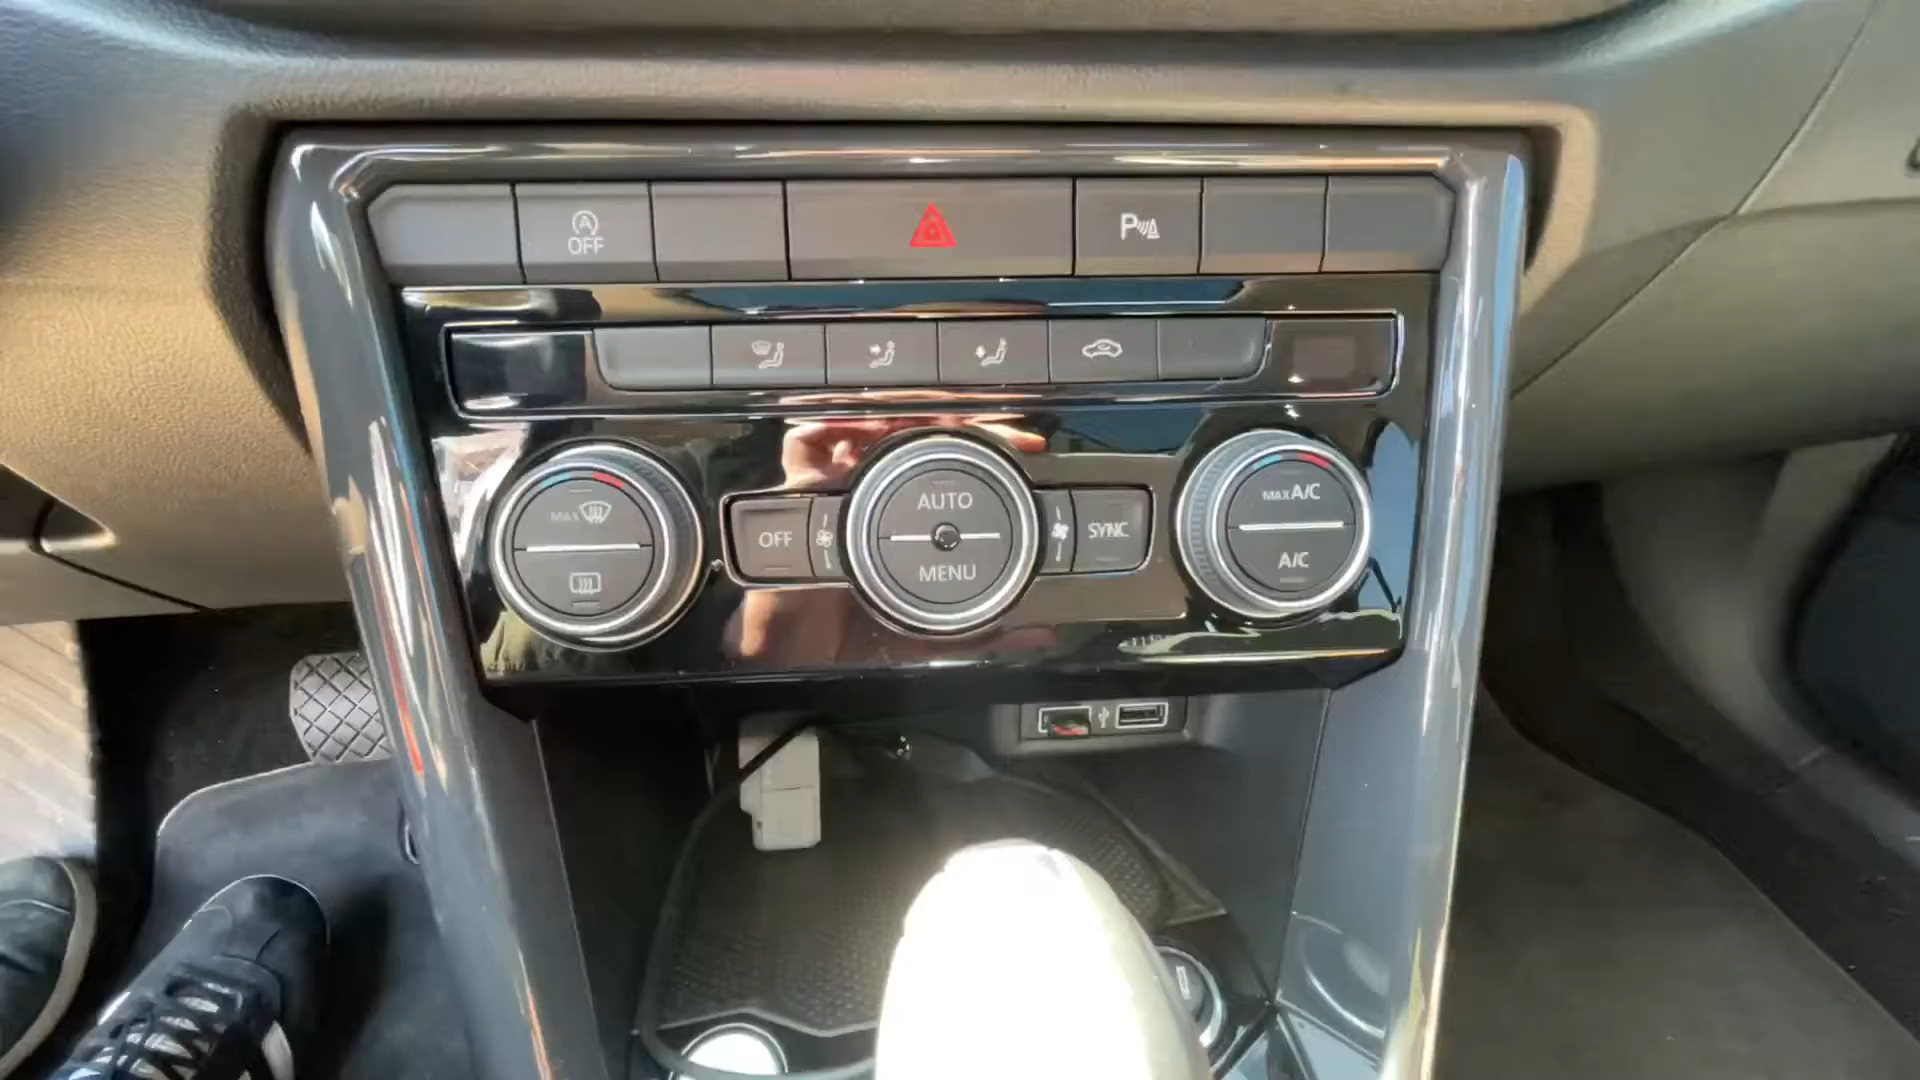 A
OFF
P
MAX
OFF
AUTO
MENU
SYNC
MAX A/C
A/C